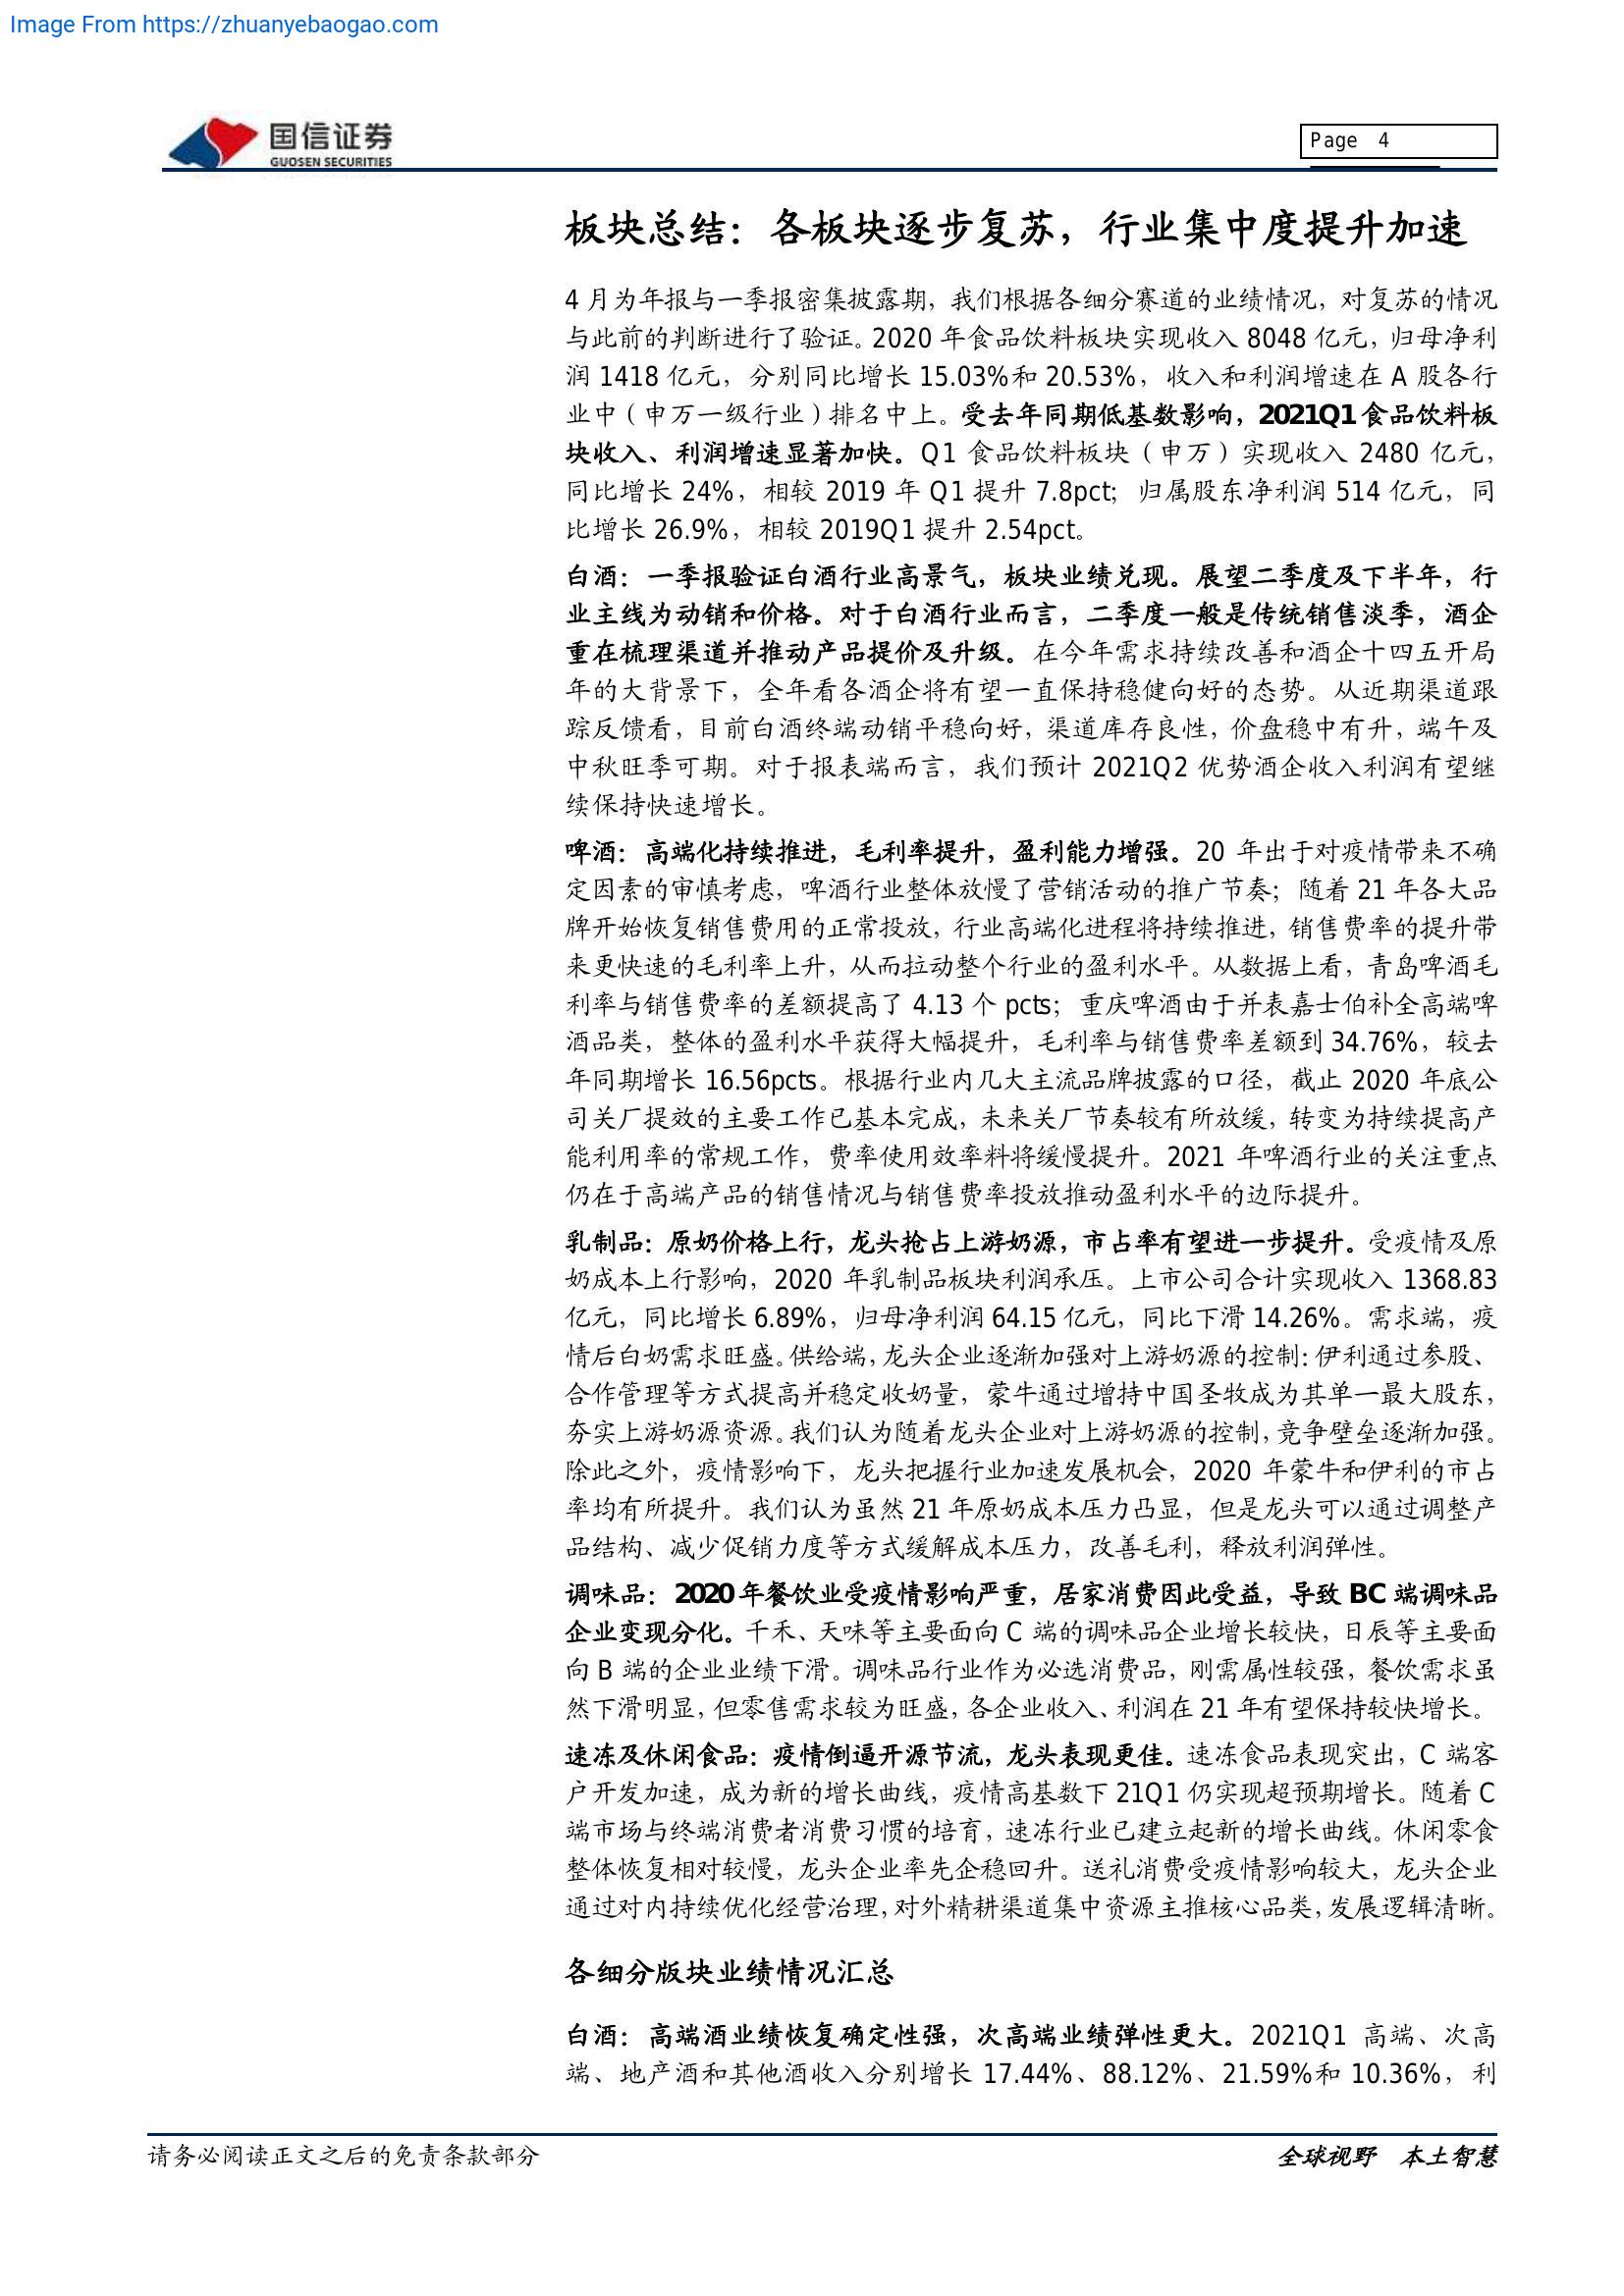 Image From https://zhuanyebaogao.com
国信证券
GUOSEN SECURITIES
Page 4
板块总结：各板块逐步复苏，行业集中度提升加速
4 月为年报与一季报密集披露期，我们根据各细分赛道的业绩情况，对复苏的情况
与此前的判断进行了验证。2020 年食品饮料板块实现收入 8048 亿元，归母净利
润 1418 亿元，分别同比增长 15.03%和 20.53%，收入和利润增速在 A 股各行
业中（申万一级行业）排名中上。受去年同期低基数影响，2021Q1 食品饮料板
块收入、利润增速显著加快。Q1 食品饮料板块（申万）实现收入 2480 亿元，
同比增长 24%，相较 2019 年 Q1 提升 7.8pct；归属股东净利润 514 亿元，同
比增长 26.9%，相较 2019Q1 提升 2.54pct。
白酒：一季报验证白酒行业高景气，板块业绩兑现。展望二季度及下半年，行
业主线为动销和价格。对于白酒行业而言，二季度一般是传统销售淡季，酒企
重在梳理渠道并推动产品提价及升级。在今年需求持续改善和酒企十四五开局
年的大背景下，全年看各酒企将有望一直保持稳健向好的态势。从近期渠道跟
踪反馈看，目前白酒终端动销平稳向好，渠道库存良性，价盘稳中有升，端午及
中秋旺季可期。对于报表端而言，我们预计 2021Q2 优势酒企收入利润有望继
续保持快速增长。
啤酒：高端化持续推进，毛利率提升，盈利能力增强。20 年出于对疫情带来不确
定因素的审慎考虑，啤酒行业整体放慢了营销活动的推广节奏；随着 21 年各大品
牌开始恢复销售费用的正常投放，行业高端化进程将持续推进，销售费率的提升带
来更快速的毛利率上升，从而拉动整个行业的盈利水平。从数据上看，青岛啤酒毛
利率与销售费率的差额提高了 4.13 个 pcts；重庆啤酒由于并表嘉士伯补全高端啤
酒品类，整体的盈利水平获得大幅提升，毛利率与销售费率差额到 34.76%，较去
年同期增长 16.56pcts。根据行业内几大主流品牌披露的口径，截止 2020 年底公
司关厂提效的主要工作已基本完成，未来关厂节奏较有所放缓，转变为持续提高产
能利用率的常规工作，费率使用效率料将缓慢提升。2021 年啤酒行业的关注重点
仍在于高端产品的销售情况与销售费率投放推动盈利水平的边际提升。
乳制品：原奶价格上行，龙头抢占上游奶源，市占率有望进一步提升。受疫情及原
奶成本上行影响，2020 年乳制品板块利润承压。上市公司合计实现收入 1368.83
亿元，同比增长 6.89%，归母净利润 64.15 亿元，同比下滑 14.26%。需求端，疫
情后白奶需求旺盛。供给端，龙头企业逐渐加强对上游奶源的控制：伊利通过参股、
合作管理等方式提高并稳定收奶量，蒙牛通过增持中国圣牧成为其单一最大股东，
夯实上游奶源资源。我们认为随着龙头企业对上游奶源的控制，竞争壁垒逐渐加强。
除此之外，疫情影响下，龙头把握行业加速发展机会，2020 年蒙牛和伊利的市占
率均有所提升。我们认为虽然 21 年原奶成本压力凸显，但是龙头可以通过调整产
品结构、减少促销力度等方式缓解成本压力，改善毛利，释放利润弹性。
调味品：2020 年餐饮业受疫情影响严重，居家消费因此受益，导致 BC 端调味品
企业变现分化。千禾、天味等主要面向 C 端的调味品企业增长较快，日辰等主要面
向 B 端的企业业绩下滑。调味品行业作为必选消费品，刚需属性较强，餐饮需求虽
然下滑明显，但零售需求较为旺盛，各企业收入、利润在 21 年有望保持较快增长。
速冻及休闲食品：疫情倒逼开源节流，龙头表现更佳。速冻食品表现突出，C 端客
户开发加速，成为新的增长曲线，疫情高基数下 21Q1 仍实现超预期增长。随着 C
端市场与终端消费者消费习惯的培育，速冻行业已建立起新的增长曲线。休闲零食
整体恢复相对较慢，龙头企业率先企稳回升。送礼消费受疫情影响较大，龙头企业
通过对内持续优化经营治理，对外精耕渠道集中资源主推核心品类，发展逻辑清晰。
各细分版块业绩情况汇总
白酒：高端酒业绩恢复确定性强，次高端业绩弹性更大。2021Q1 高端、次高
端、地产酒和其他酒收入分别增长 17.44%、88.12%、21.59%和 10.36%，利
请务必阅读正文之后的免责条款部分
全球视野 本土智慧